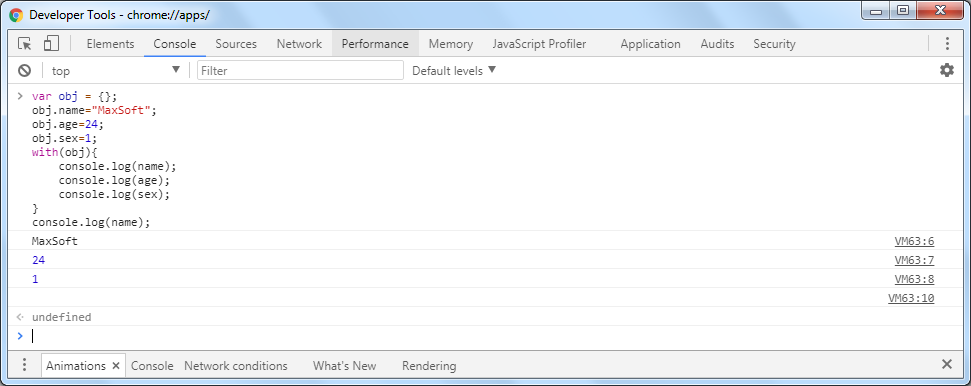 Developer Tools - chrome://apps/
Elements Console Sources Network Performance Memory JavaScript Profiler Application Audits Security
top Filter Default levels
var obj = {};
obj.name="MaxSoft";
obj.age=24;
obj.sex=1;
with(obj){
    console.log(name);
    console.log(age);
    console.log(sex);
}
console.log(name);
MaxSoft VM63:6
24 VM63:7
1 VM63:8
VM63:10
undefined
Animations Console Network conditions What's New Rendering